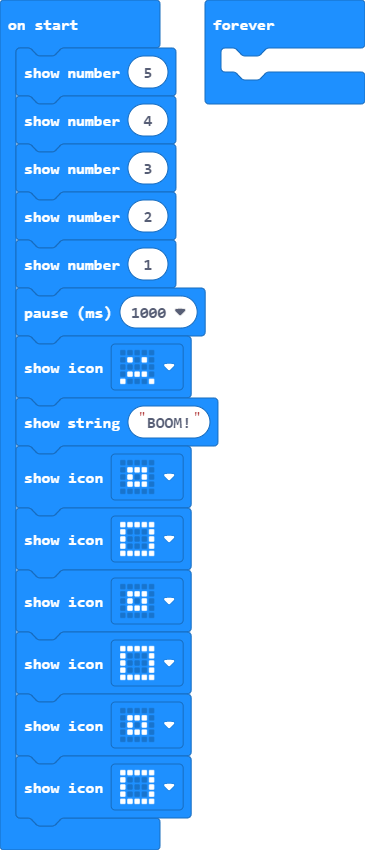 on start
forever
show number 5
show number 4
show number 3
show number 2
show number 1
pause (ms) 1000
show icon
show string "BOOM!"
show icon
show icon
show icon
show icon
show icon
show icon